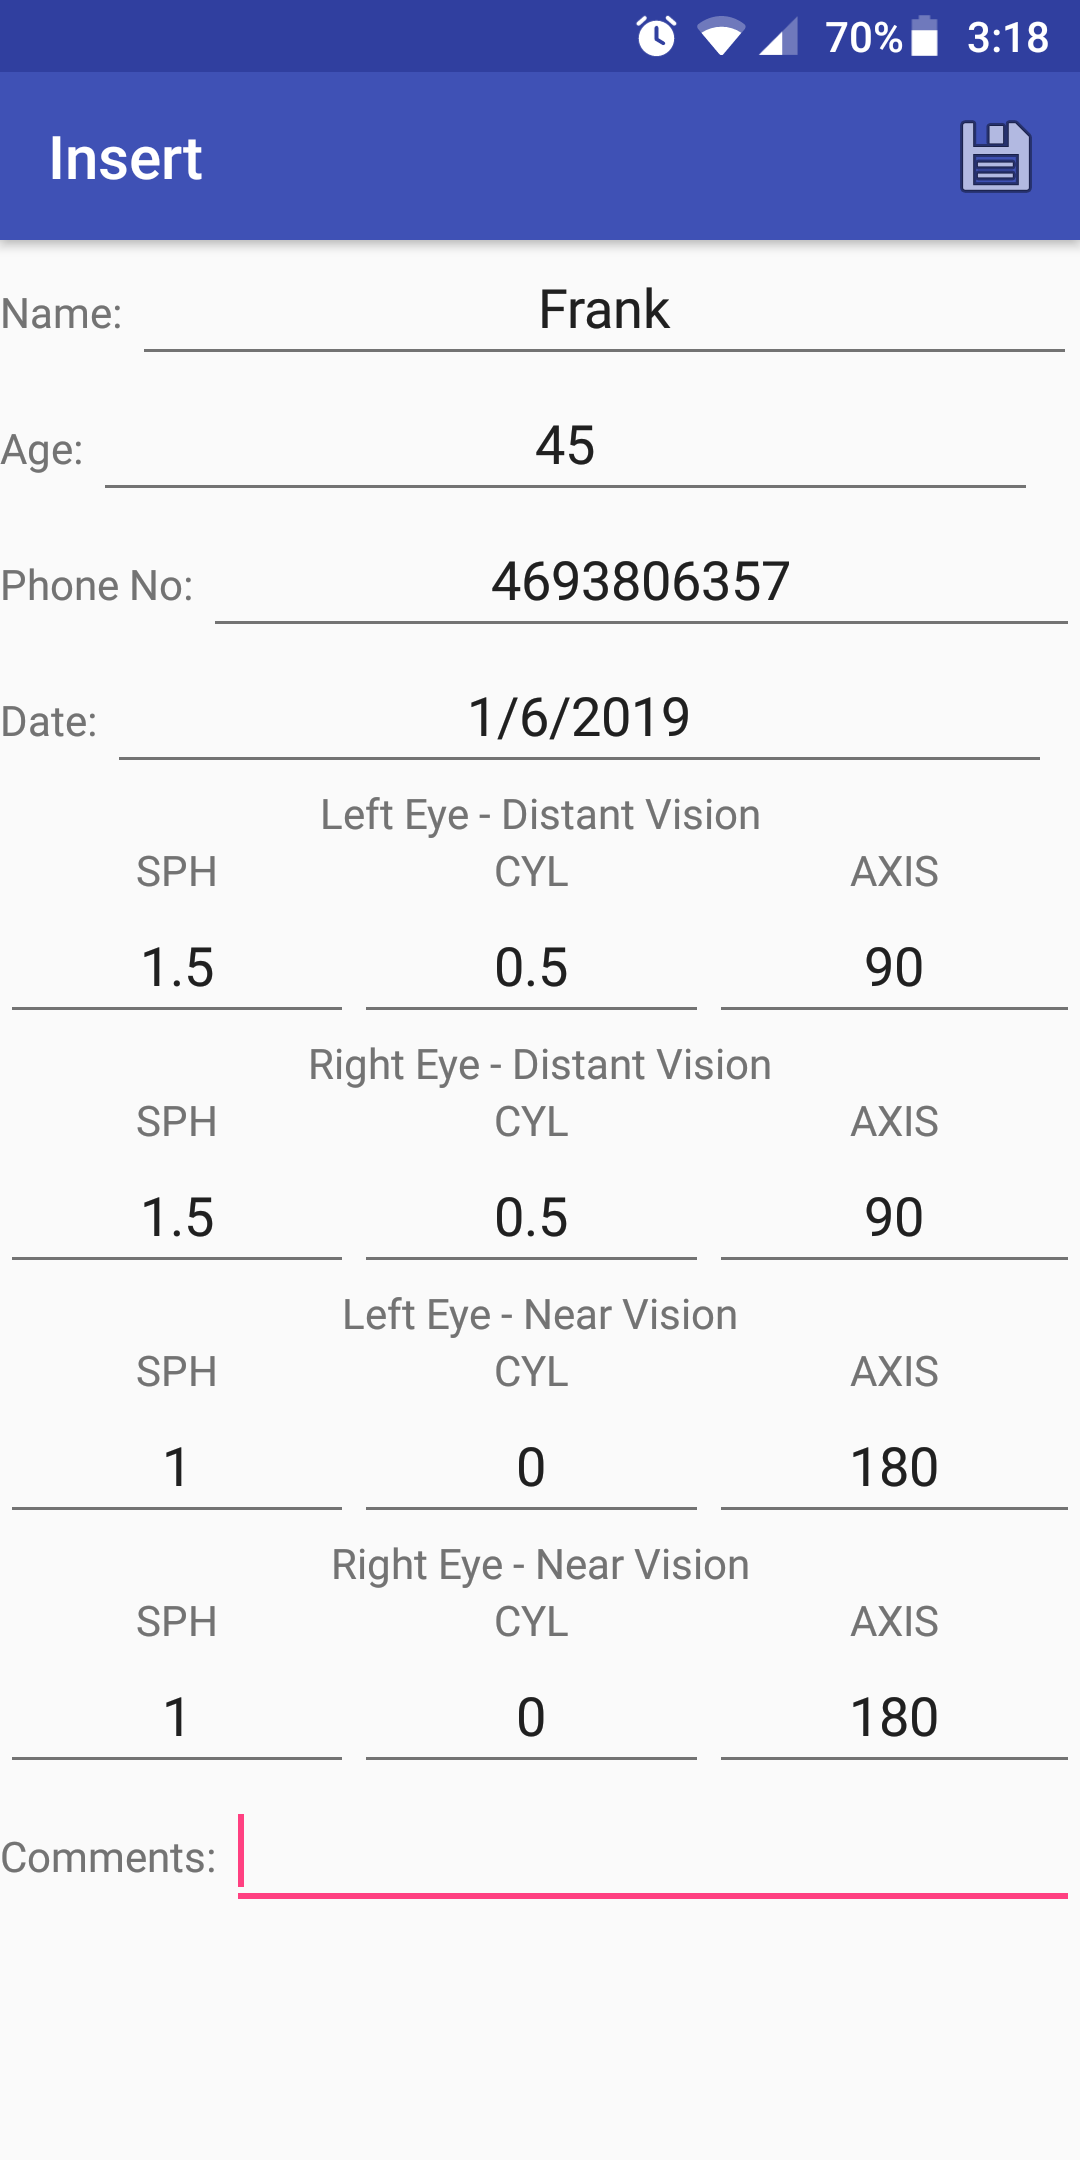 70% 3:18
Insert
Name: Frank
Age: 45
Phone No: 4693806357
Date: 1/6/2019
Left Eye - Distant Vision
SPH CYL AXIS
1.5 0.5 90
Right Eye - Distant Vision
SPH CYL AXIS
1.5 0.5 90
Left Eye - Near Vision
SPH CYL AXIS
1 0 180
Right Eye - Near Vision
SPH CYL AXIS
1 0 180
Comments: